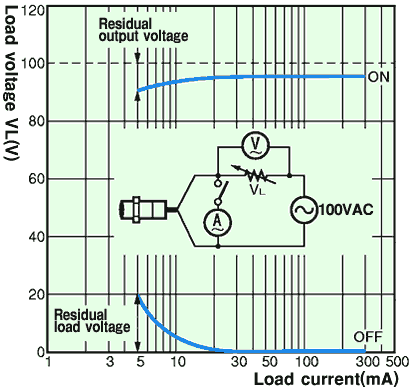 Load voltage VL(V)
120
100
80
60
40
20
0
Residual
output voltage
ON
V
VL
A
100VAC
Residual
load voltage
OFF
1
3
5
10
30
50
100
300
500
Load current(mA)